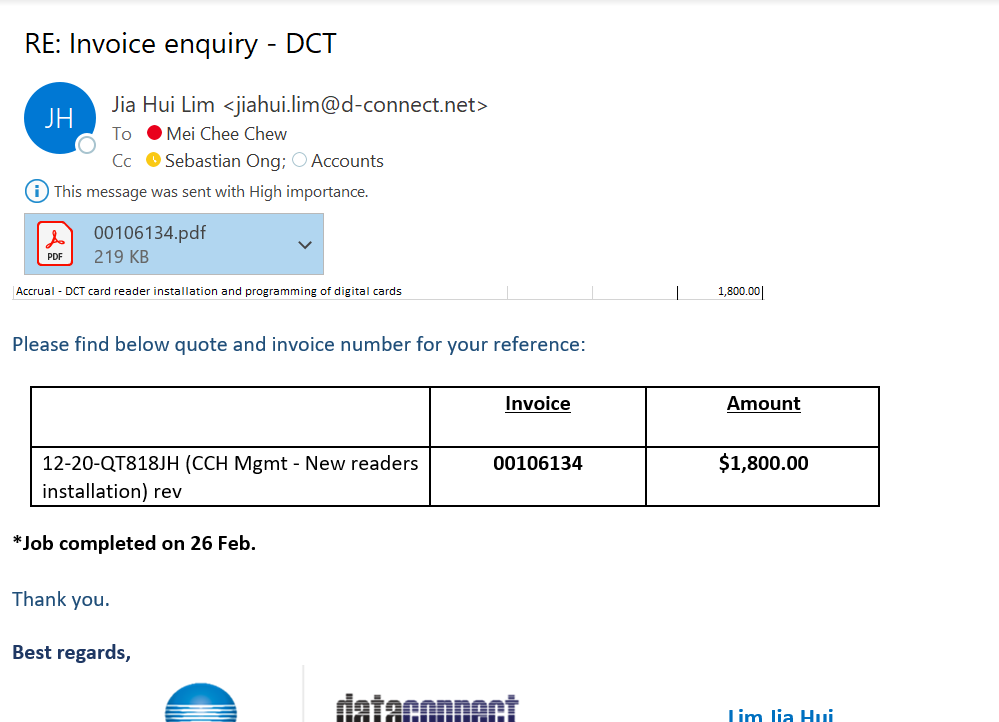 RE: Invoice enquiry - DCT
JH
Jia Hui Lim <jiahui.lim@d-connect.net>
To Mei Chee Chew
Cc Sebastian Ong; Accounts
This message was sent with High importance.
PDF
00106134.pdf
219 KB
Accrual - DCT card reader installation and programming of digital cards 1,800.00
Please find below quote and invoice number for your reference:
Invoice Amount
12-20-QT818JH (CCH Mgmt - New readers 00106134 $1,800.00
installation) rev
*Job completed on 26 Feb.
Thank you.
Best regards,
dataconnect
Lim Jia Hui